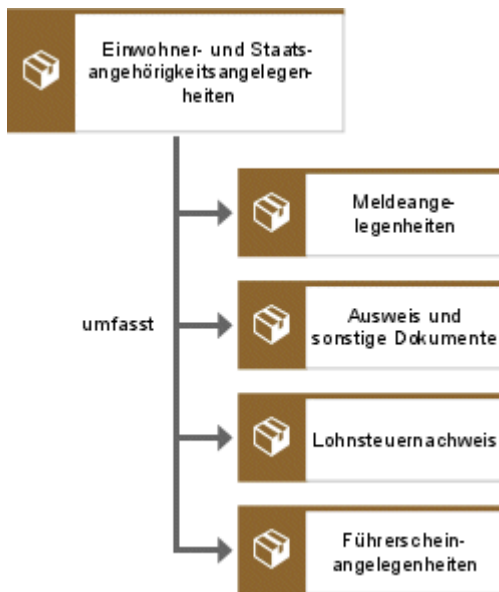 Einwohner- und Staats-
angehörigkeitsangelegen-
heiten
Meldeange-
legenheiten
umfasst
Ausweis und
sonstige Dokumente
Lohnsteuernachweis
Führerschein-
angelegenheiten